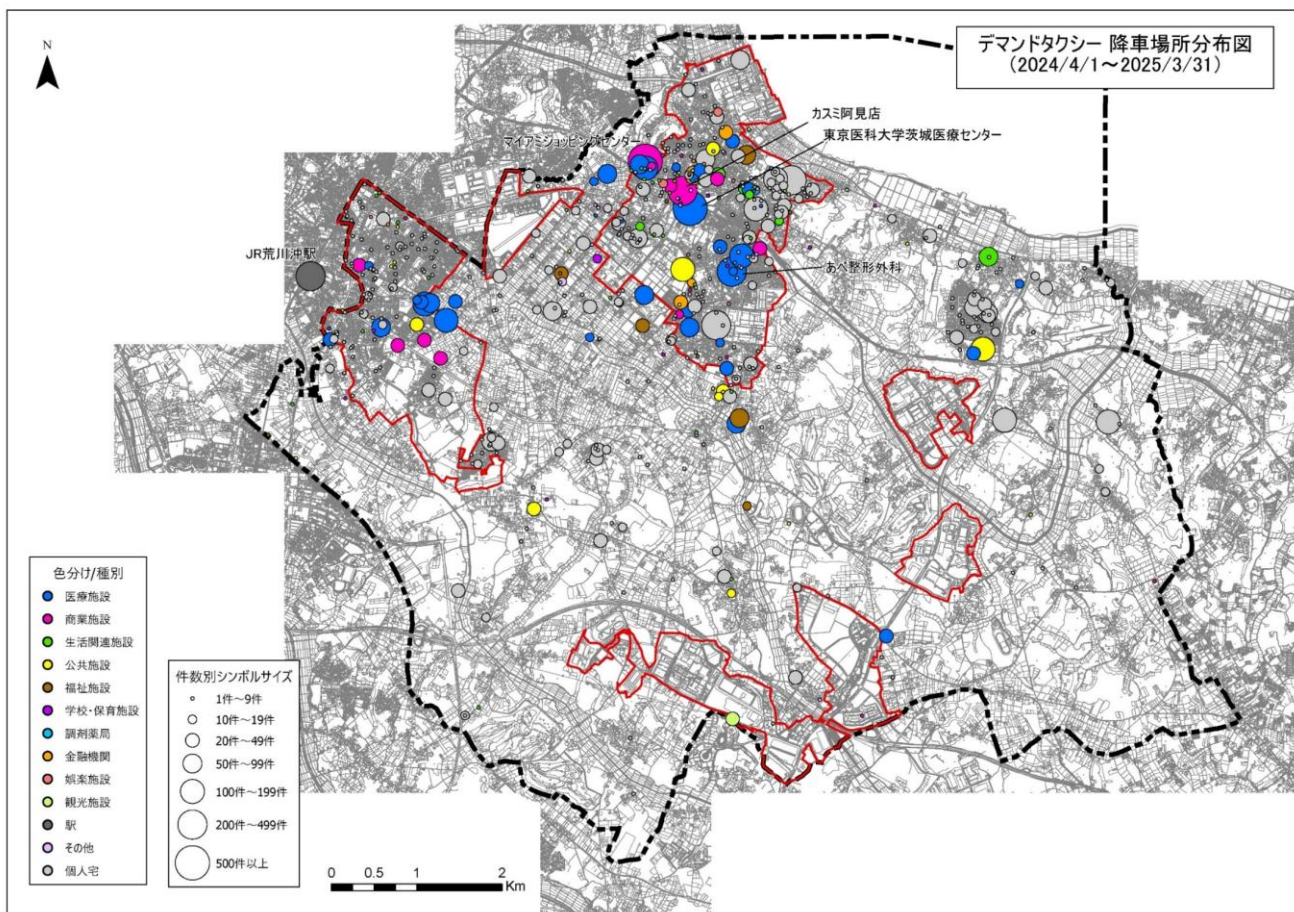 デマンドタクシー 降車場所分布図
(2024/4/1～2025/3/31)
N
カスミ阿見店
東京医科大学茨城医療センター
マイアミショッピングセンター
JR荒川沖駅
あべ整形外科
色分け/種別
医療施設
商業施設
生活関連施設
公共施設
福祉施設
学校・保育施設
調剤薬局
金融機関
娯楽施設
観光施設
駅
その他
個人宅
件数別シンボルサイズ
1件～9件
10件～19件
20件～49件
50件～99件
100件～199件
200件～499件
500件以上
0 0.5 1 2
Km